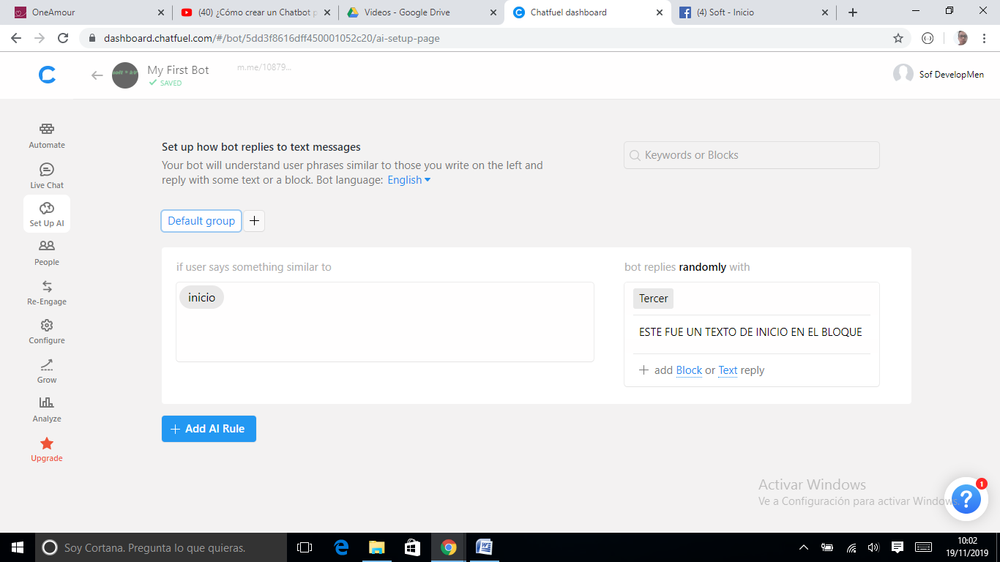 OneAmour
(40) ¿Cómo crear un Chatbot p
Videos - Google Drive
Chatfuel dashboard
(4) Soft - Inicio
dashboard.chatfuel.com/#/bot/5dd3f8616dff450001052c20/ai-setup-page
My First Bot
m.me/10879...
SAVED
Sof DevelopMen
Automate
Live Chat
Set Up AI
People
Re-Engage
Configure
Grow
Analyze
Upgrade
Set up how bot replies to text messages
Your bot will understand user phrases similar to those you write on the left and
reply with some text or a block. Bot language: English
Keywords or Blocks
Default group
if user says something similar to
inicio
bot replies randomly with
Tercer
ESTE FUE UN TEXTO DE INICIO EN EL BLOQUE
+ add Block or Text reply
+ Add AI Rule
Activar Windows
Ve a Configuración para activar Windows.
1
?
Soy Cortana. Pregunta lo que quieras.
10:02
19/11/2019